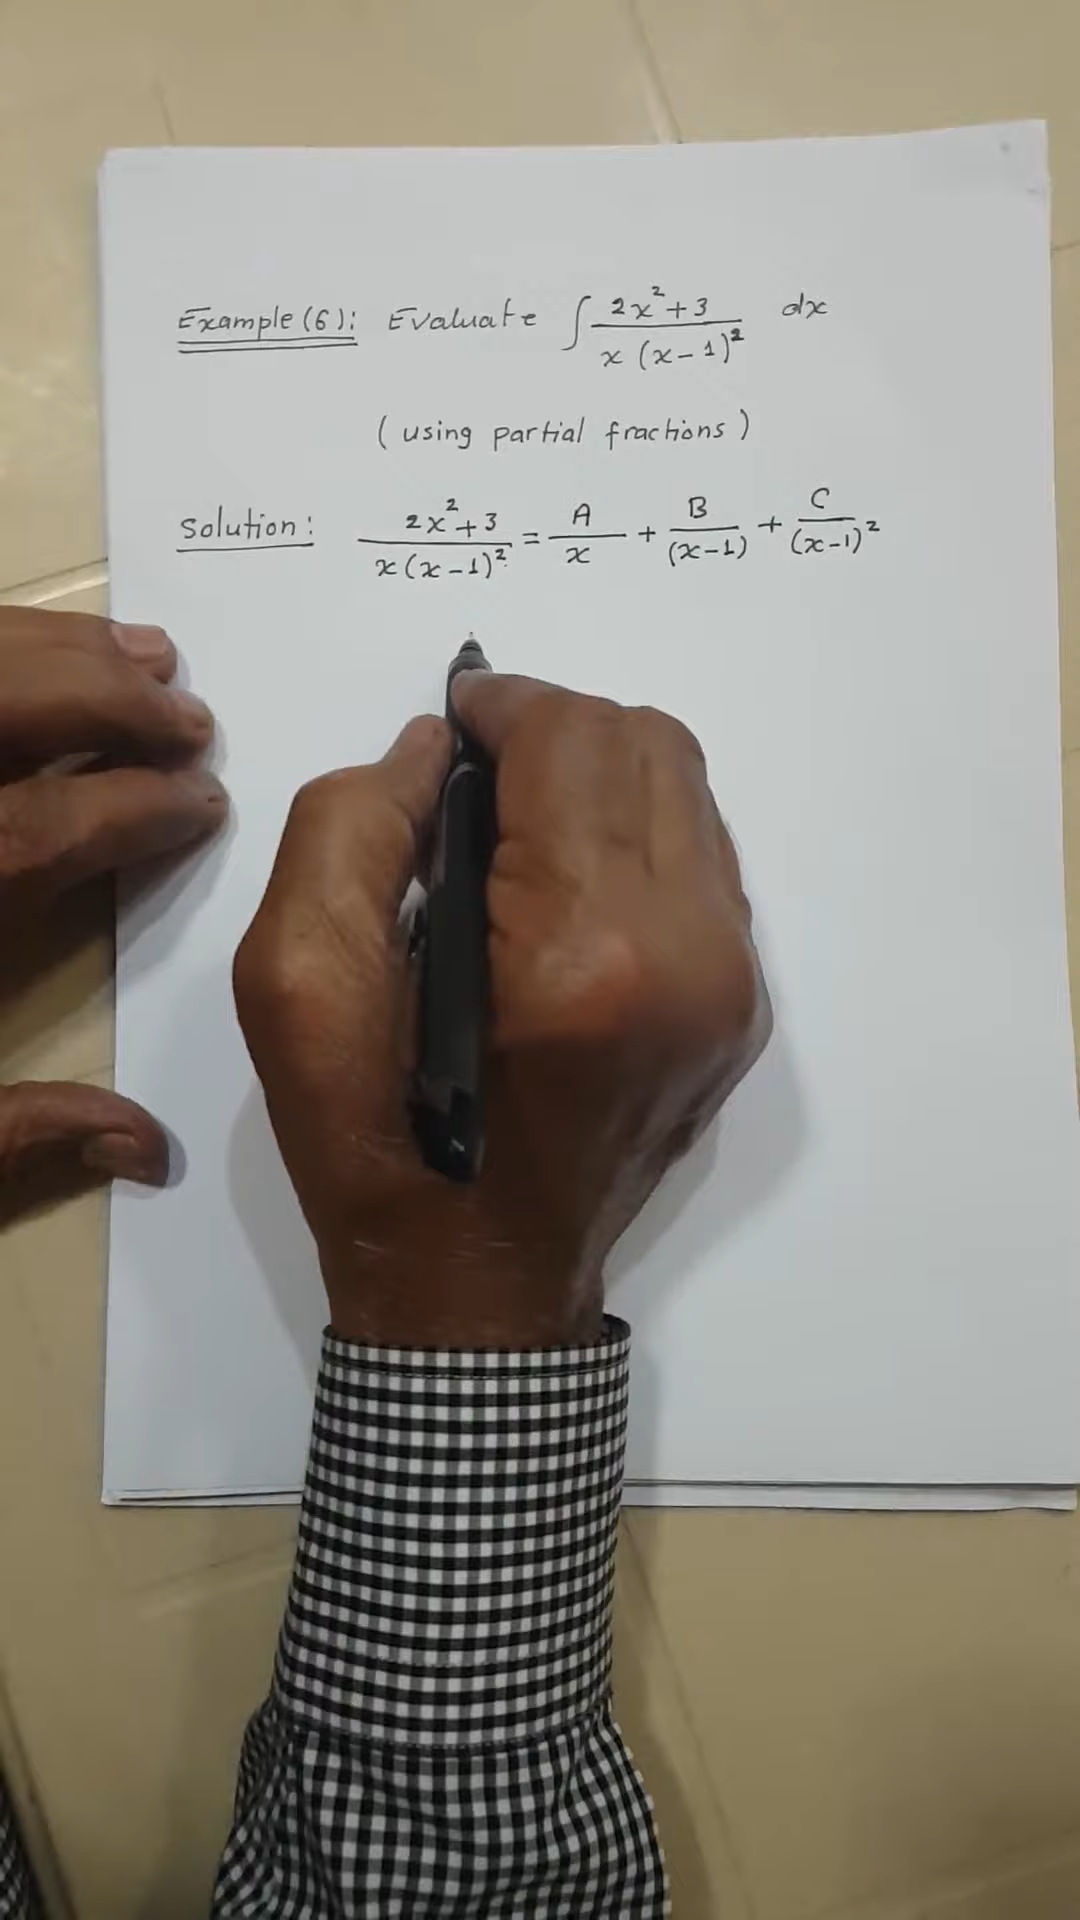 Example(6): Evaluate ∫ (2x²+3)/(x(x-1)²) dx
(using partial fractions)
Solution: (2x²+3)/(x(x-1)²) = A/x + B/(x-1) + C/(x-1)²